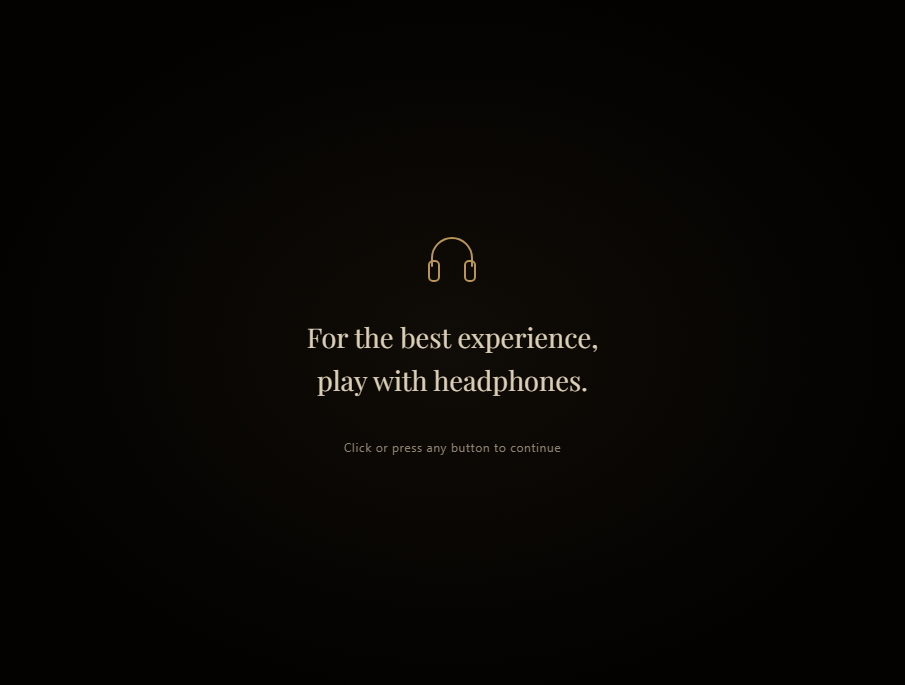 For the best experience,
play with headphones.
Click or press any button to continue